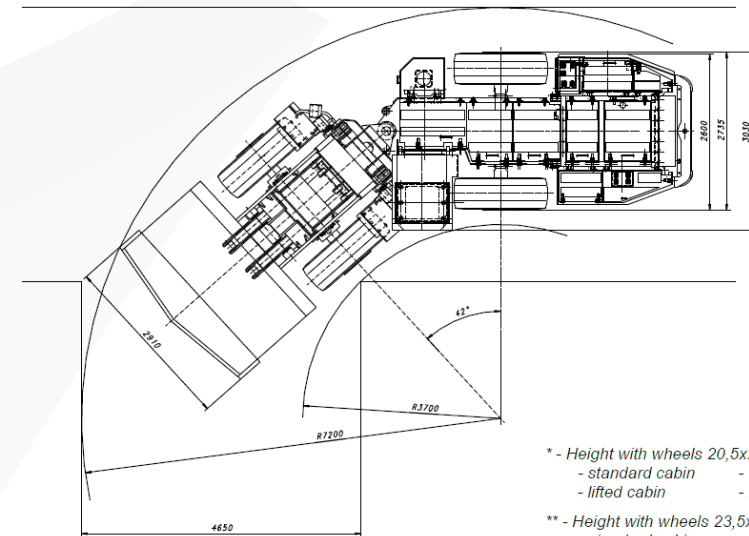 2600
2735
3030
42°
2910
R3700
R7200
4650
* - Height with wheels 20,5x
- standard cabin -
- lifted cabin -
** - Height with wheels 23,5x